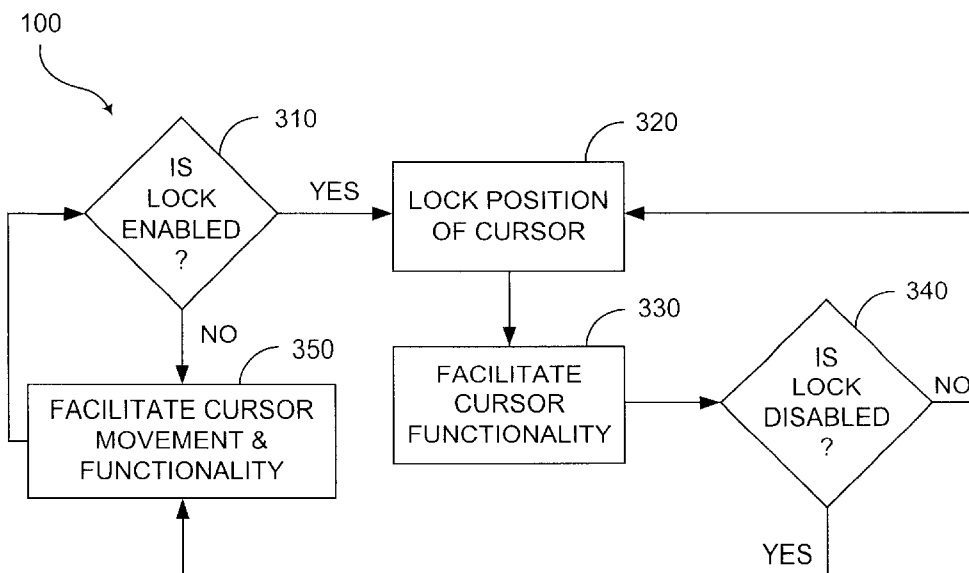 100
310
IS
LOCK
ENABLED
?
YES
320
LOCK POSITION
OF CURSOR
NO
350
FACILITATE CURSOR
MOVEMENT &
FUNCTIONALITY
330
FACILITATE
CURSOR
FUNCTIONALITY
340
IS
LOCK
DISABLED
?
NO
YES